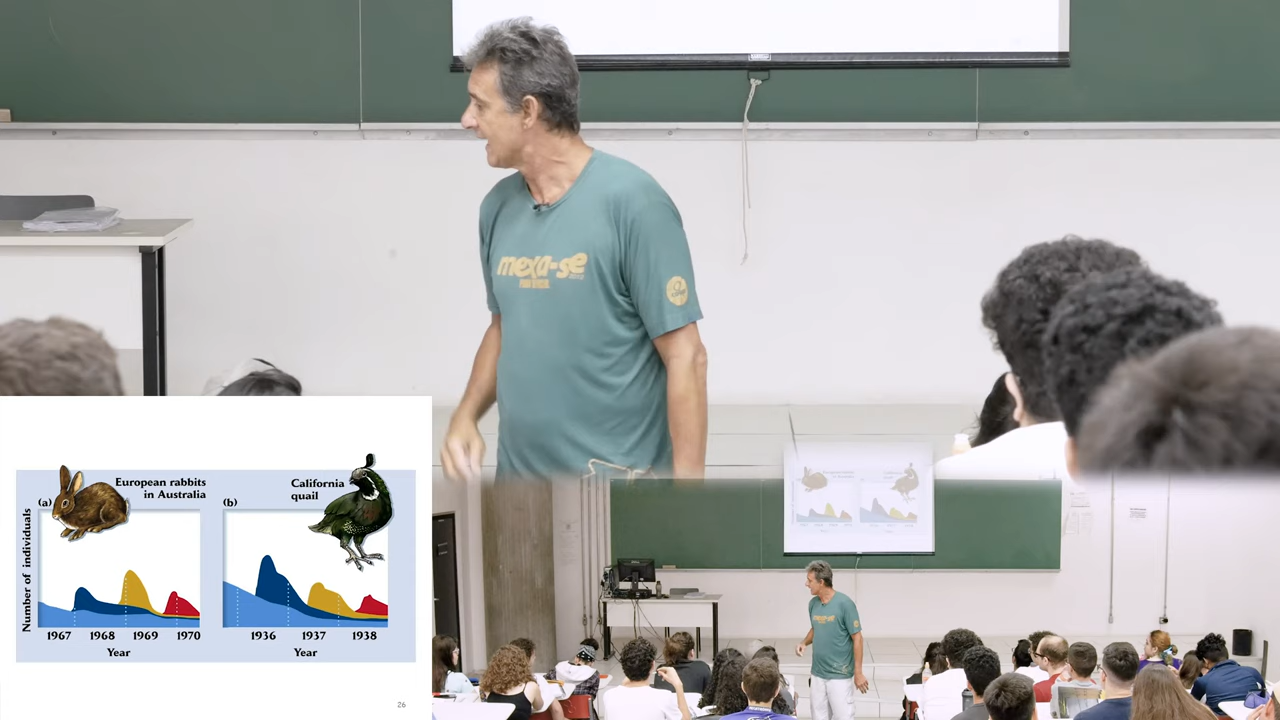 mexa-se
European rabbits
in Australia
(a)
California
quail
(b)
Number of individuals
1967 1968 1969 1970
Year
1936 1937 1938
Year
26